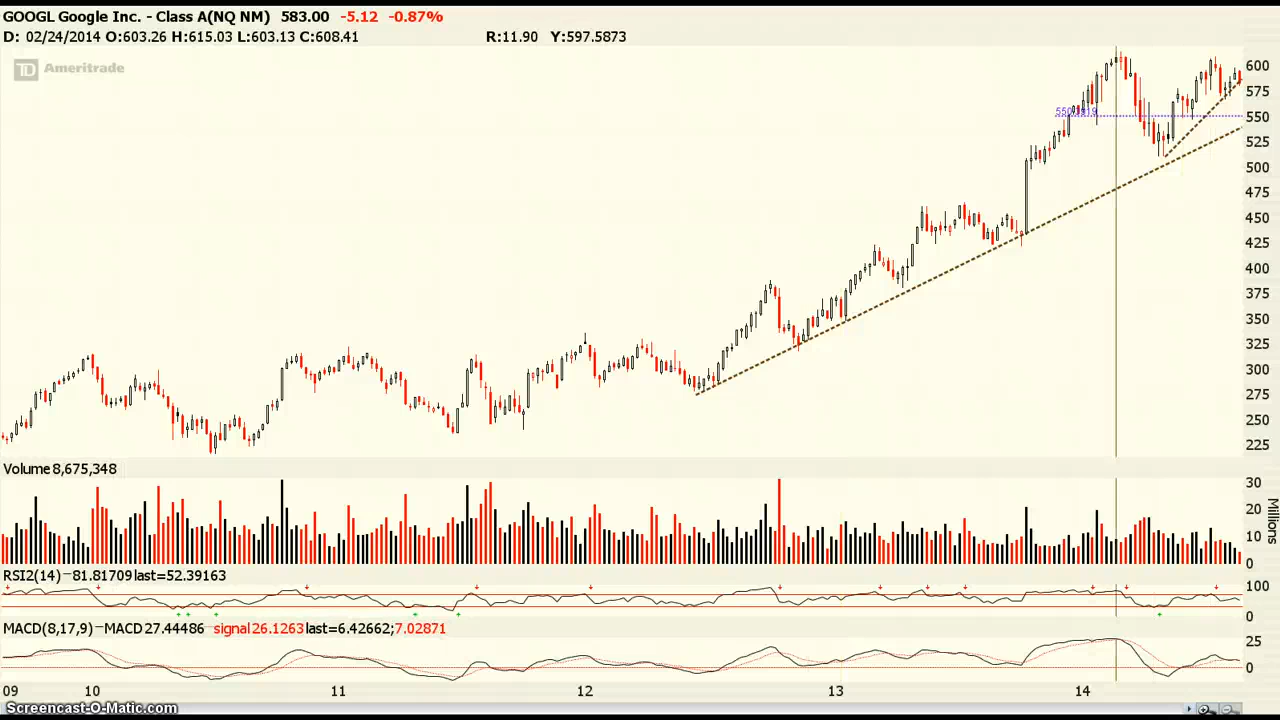 GOOGL Google Inc. - Class A(NQ NM) 583.00 -5.12 -0.87%
D: 02/24/2014 O:603.26 H:615.03 L:603.13 C:608.41 R:11.90 Y:597.5873
TD Ameritrade
600
575
550
525
500
475
450
425
400
375
350
325
300
275
250
225
Volume 8,675,348
30
20
10
0
Millions
RSI2(14) —81.81709last=52.39163
100
0
MACD(8,17,9) —MACD 27.44486 signal 26.1263 last=6.42662;7.02871
25
0
09 10 11 12 13 14
Screencast-O-Matic.com